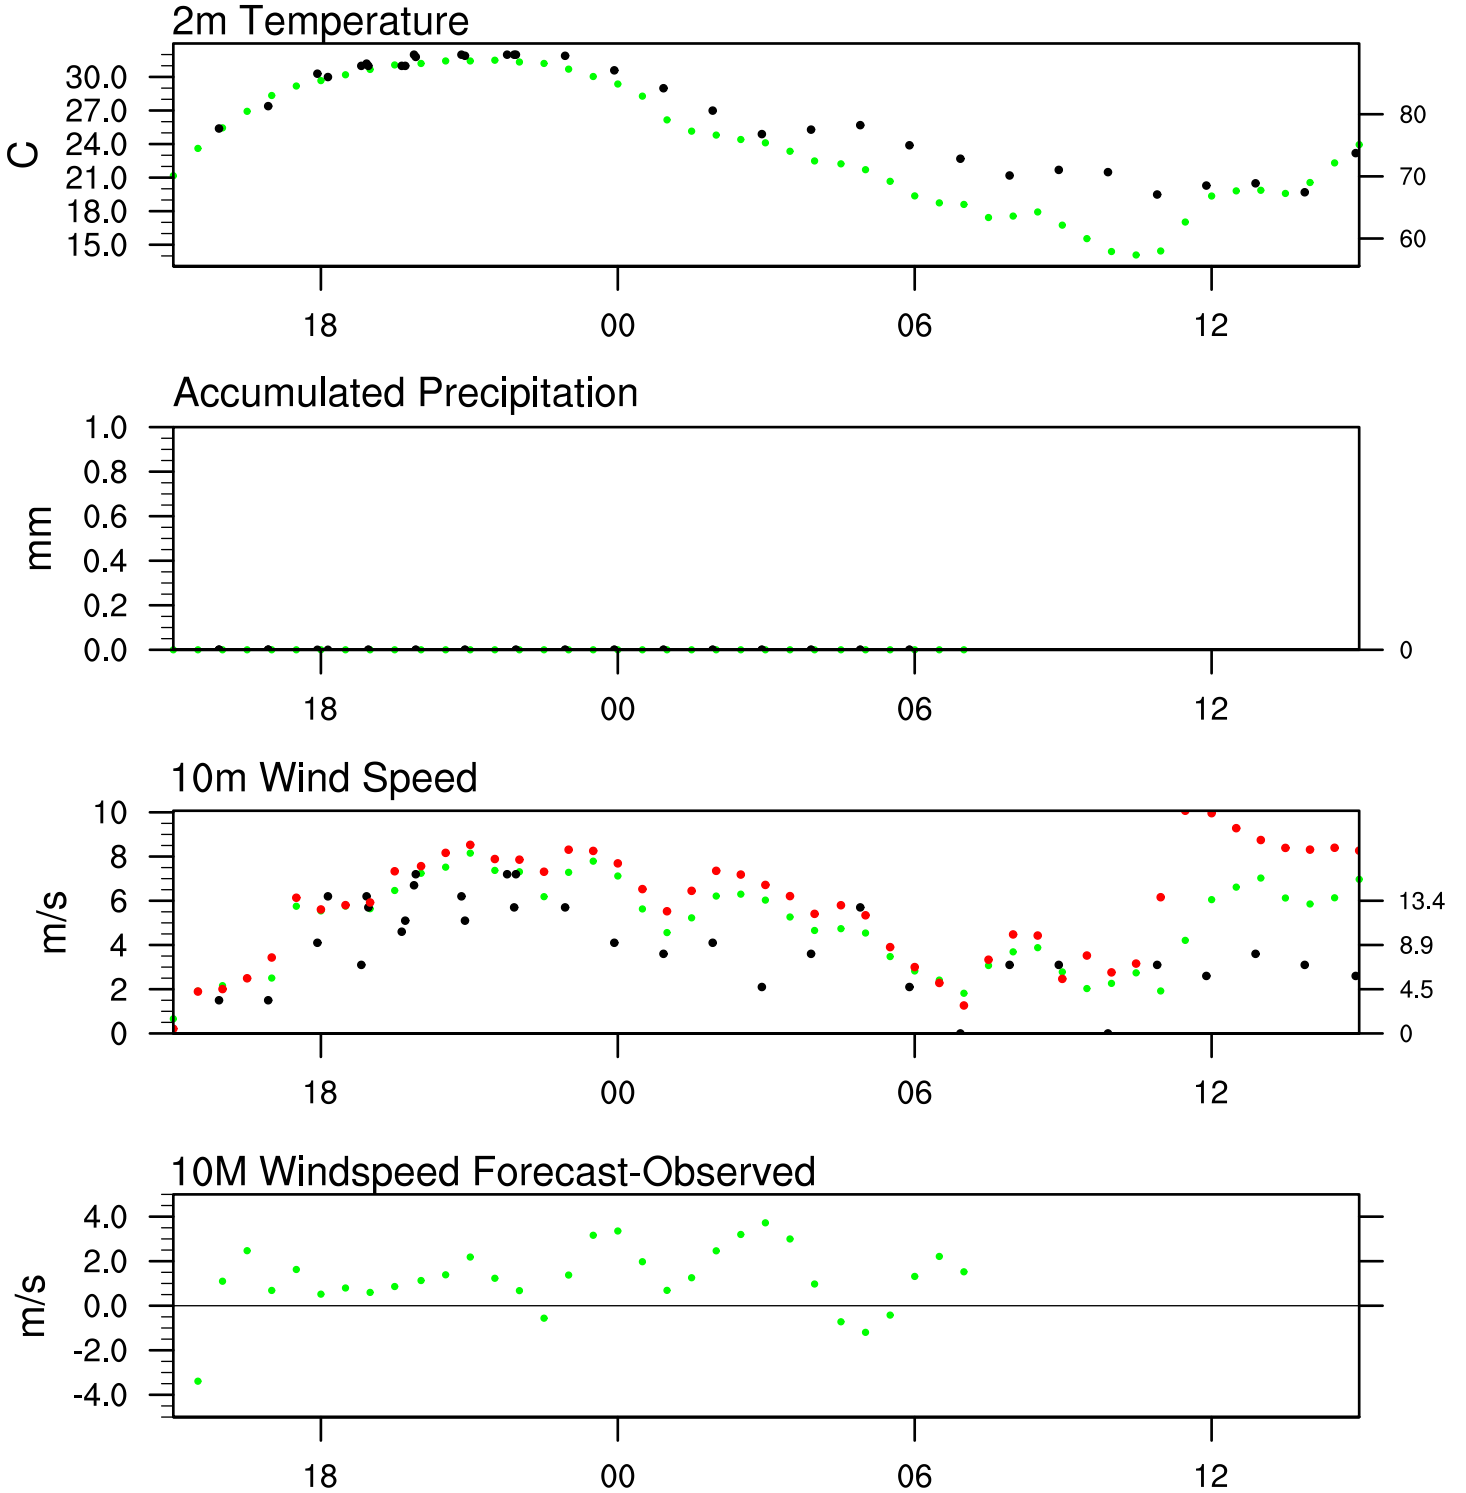 2m Temperature
30.0
27.0
24.0
21.0
18.0
15.0
C
80
70
60
18 00 06 12
Accumulated Precipitation
1.0
0.8
0.6
0.4
0.2
0.0
mm
0
18 00 06 12
10m Wind Speed
10
8
6
4
2
0
m/s
13.4
8.9
4.5
0
18 00 06 12
10M Windspeed Forecast-Observed
4.0
2.0
0.0
-2.0
-4.0
m/s
18 00 06 12